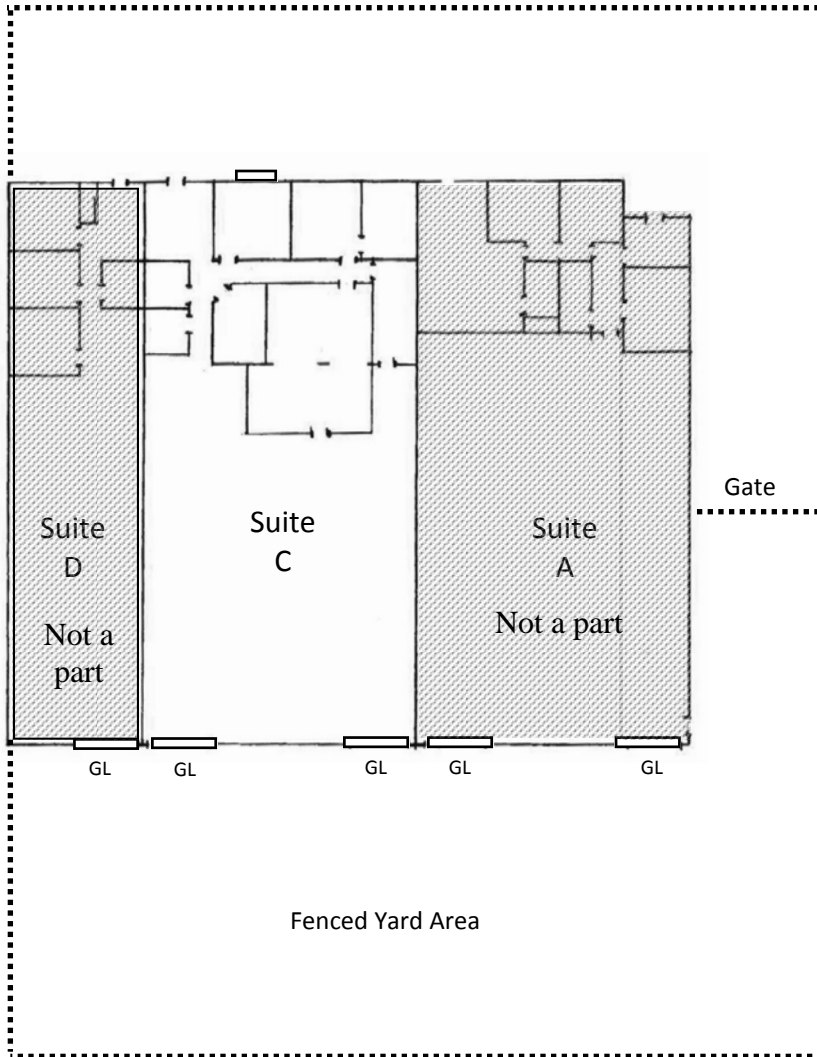 Gate
Suite
D
Suite
C
Suite
A
Not a
part
Not a part
GL
GL
GL
GL
GL
Fenced Yard Area